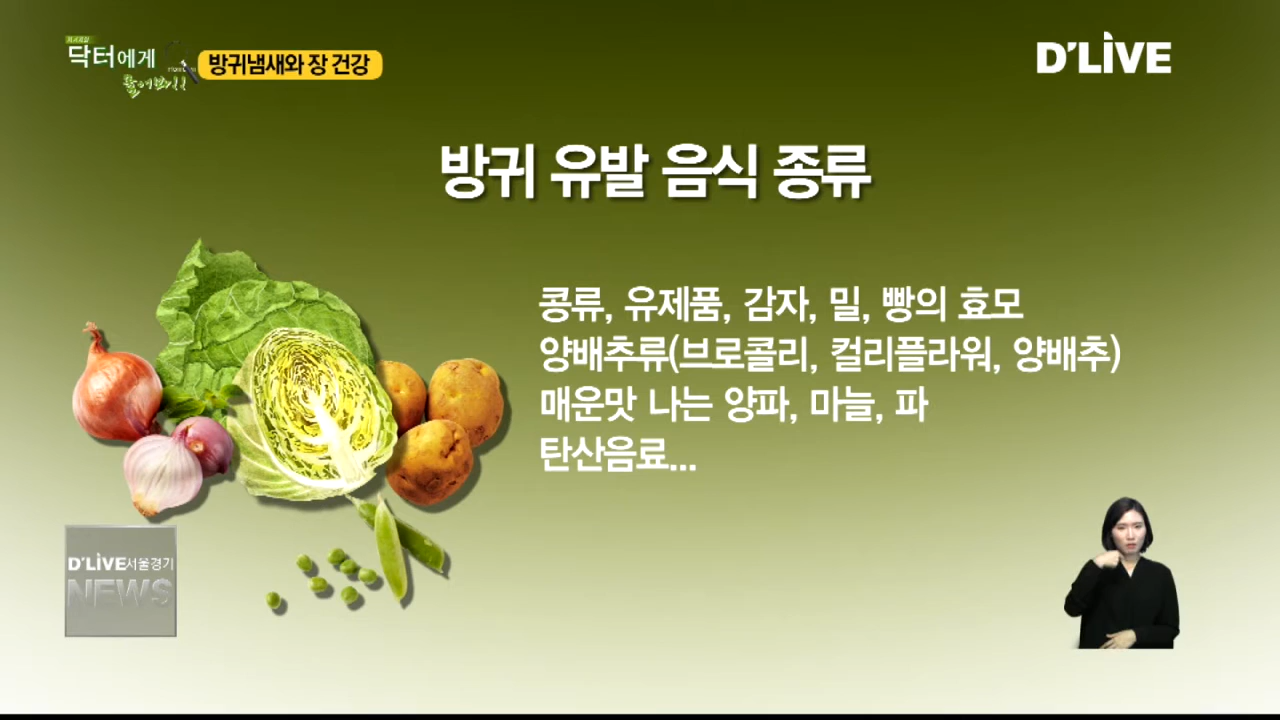 닥터에게
물어봐!!
방귀냄새와 장 건강
D'LIVE
방귀 유발 음식 종류
콩류, 유제품, 감자, 밀, 빵의 효모
양배추류(브로콜리, 컬리플라워, 양배추)
매운맛 나는 양파, 마늘, 파
탄산음료...
D'LIVE서울경기
NEWS